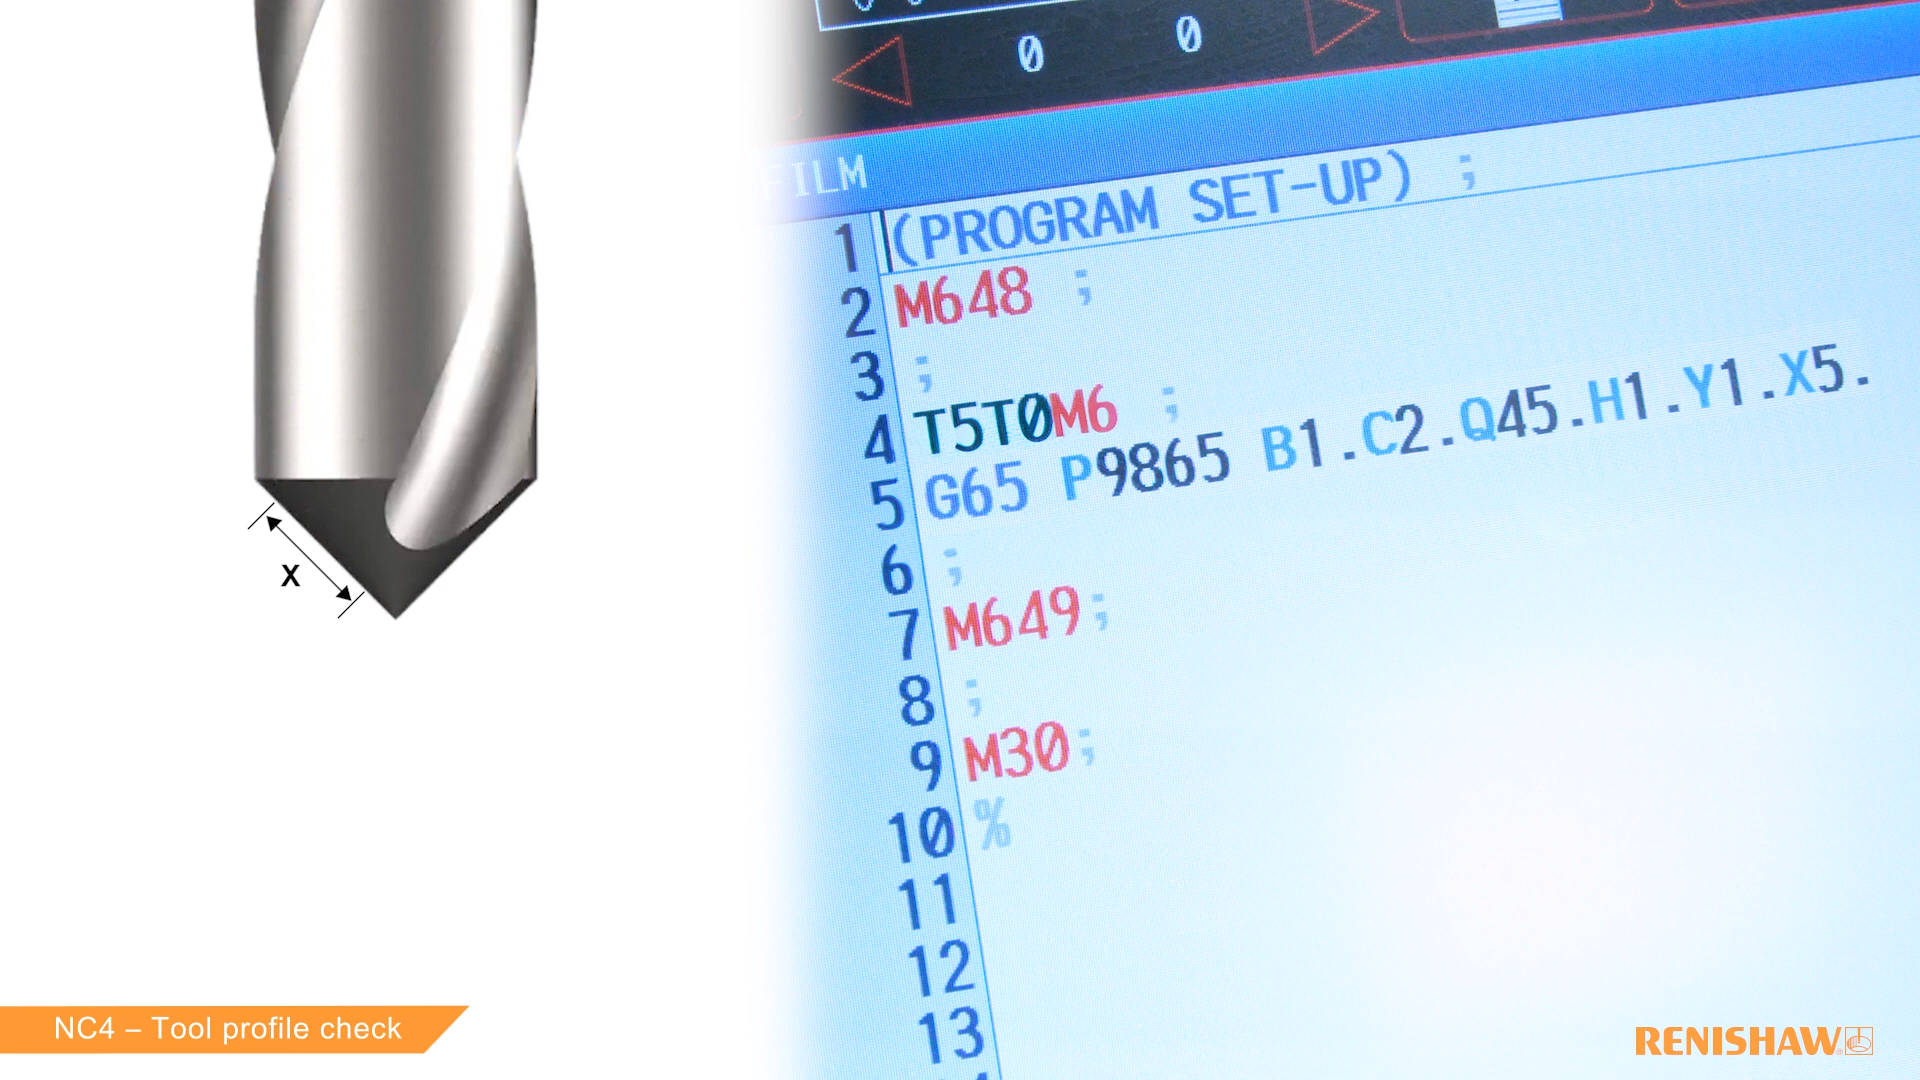 0 0
FILM
1 (PROGRAM SET-UP) ;
2 M648 ;
3 ;
4 T5T0M6 ;
5 G65 P9865 B1.C2.Q45.H1.Y1.X5.
6 ;
7 M649;
8 ;
9 M30;
10 %
11
12
13
X
NC4 – Tool profile check
RENISHAW